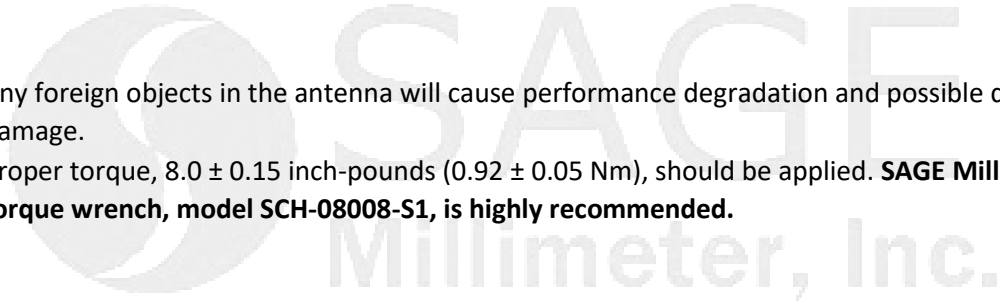 SAGE
Millimeter, Inc.
ny foreign objects in the antenna will cause performance degradation and possible
amage.
roper torque, 8.0 ± 0.15 inch-pounds (0.92 ± 0.05 Nm), should be applied. SAGE Mill
orque wrench, model SCH-08008-S1, is highly recommended.